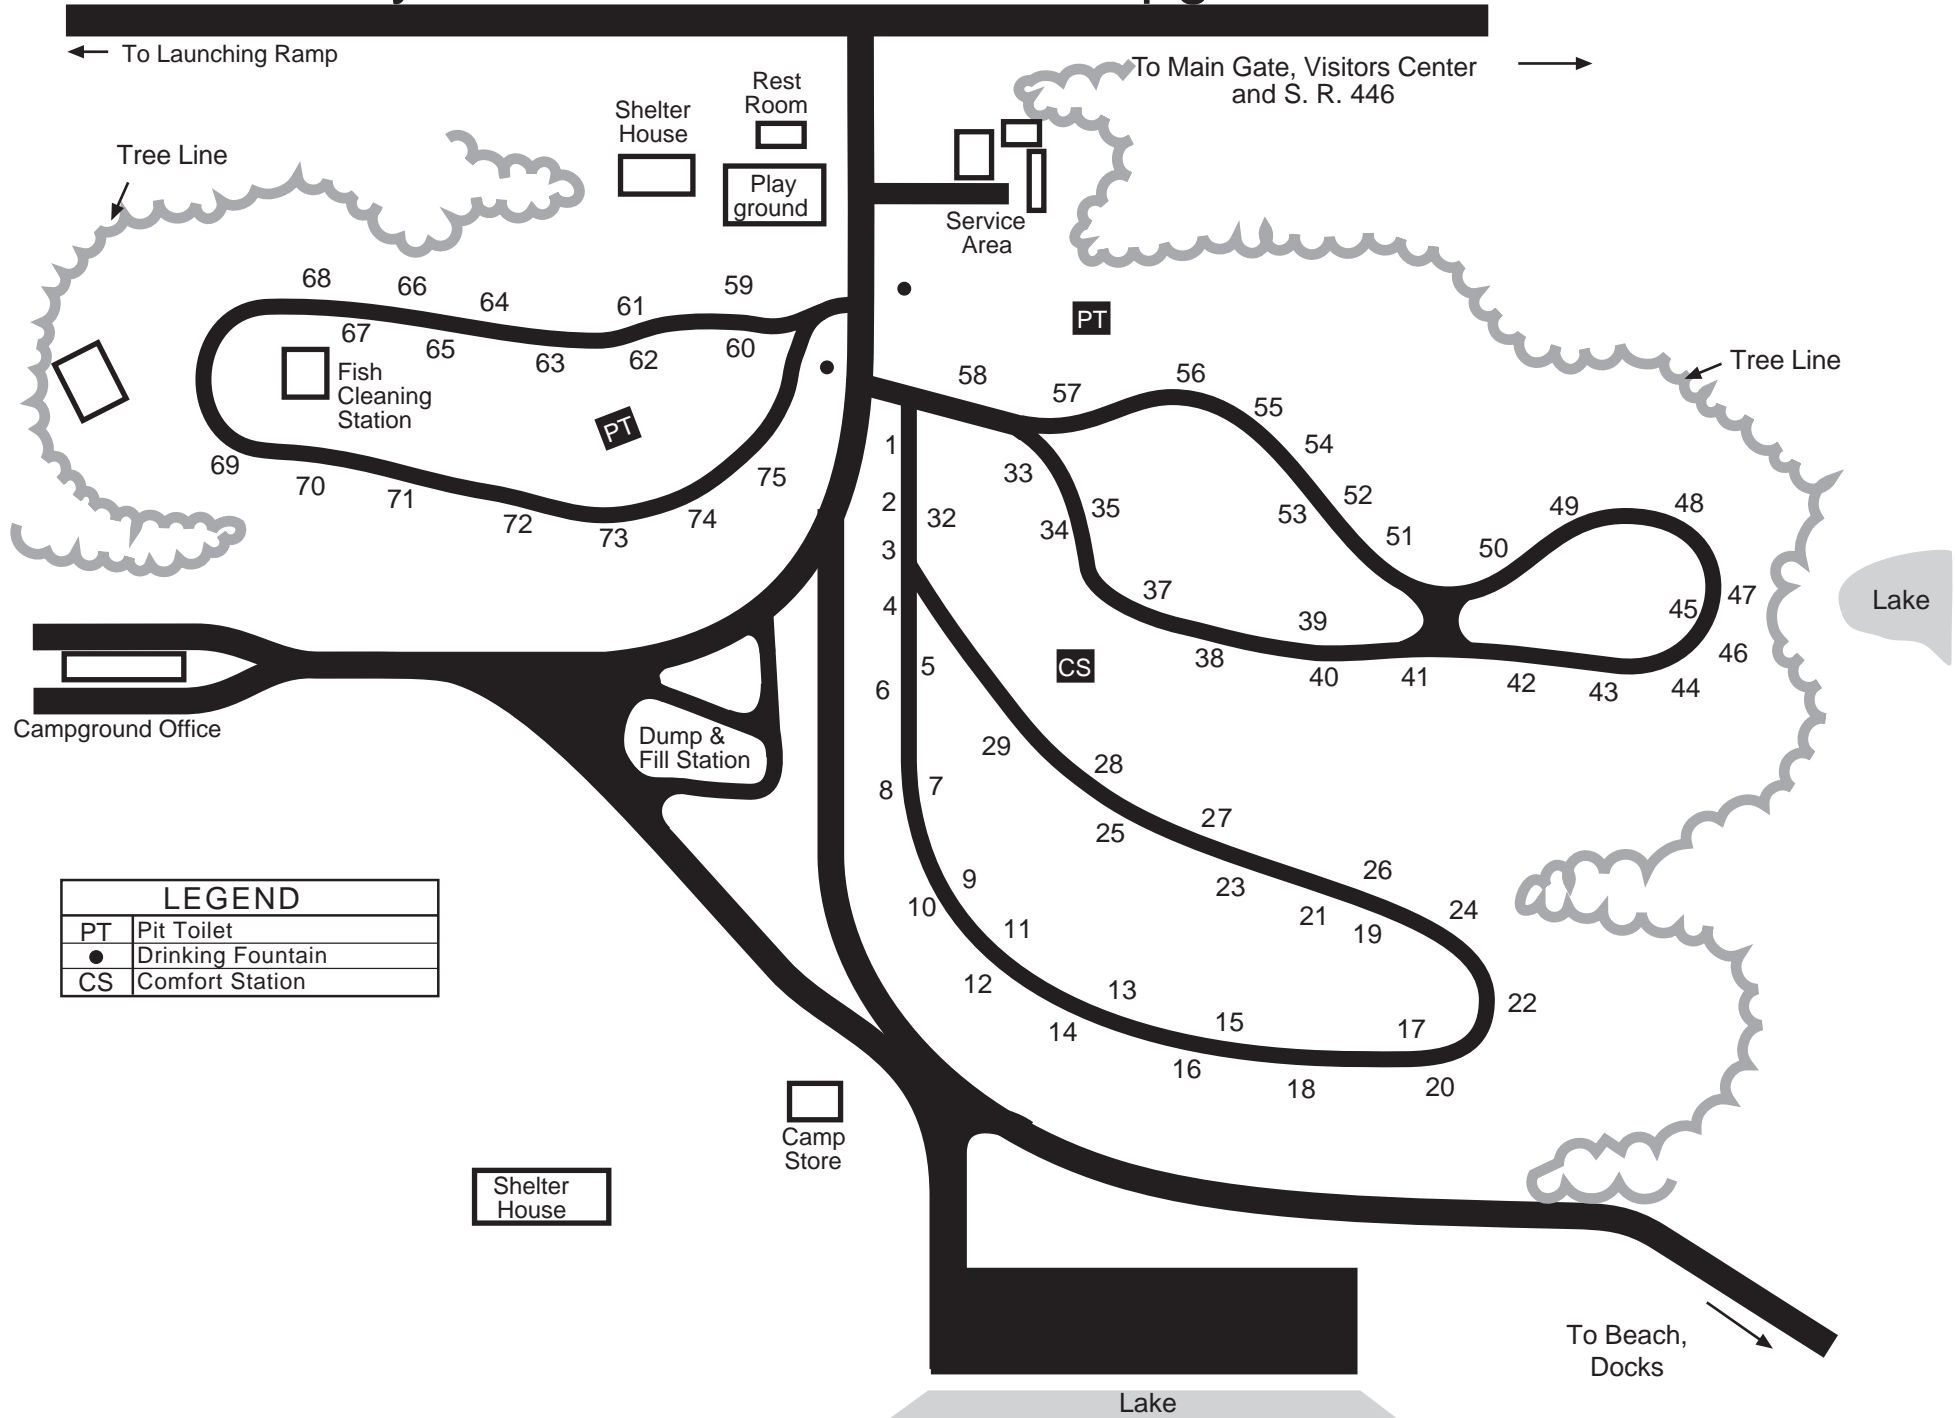 To Launching Ramp
To Main Gate, Visitors Center
and S. R. 446
Rest
Room
Shelter
House
Play
ground
Tree Line
Service
Area
68
66
64
61
59
67
65
63
62
60
PT
Fish
Cleaning
Station
PT
69
70
71
72
73
74
75
58
57
56
55
54
53
52
51
50
49
48
47
46
45
44
43
42
41
40
39
38
37
35
34
33
Tree Line
Lake
1
2
32
3
4
5
6
CS
29
28
8
7
27
25
26
23
24
21
19
9
10
11
12
13
14
15
16
17
18
20
22
Campground Office
Dump &
Fill Station
LEGEND
PT Pit Toilet
● Drinking Fountain
CS Comfort Station
Camp
Store
Shelter
House
To Beach,
Docks
Lake